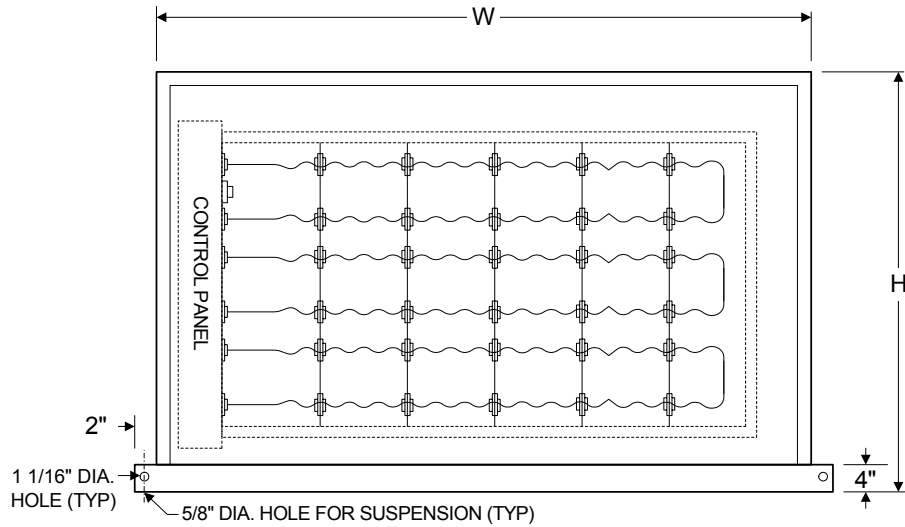 W
H
CONTROL PANEL
2"
1 1/16" DIA.
HOLE (TYP)
4"
5/8" DIA. HOLE FOR SUSPENSION (TYP)